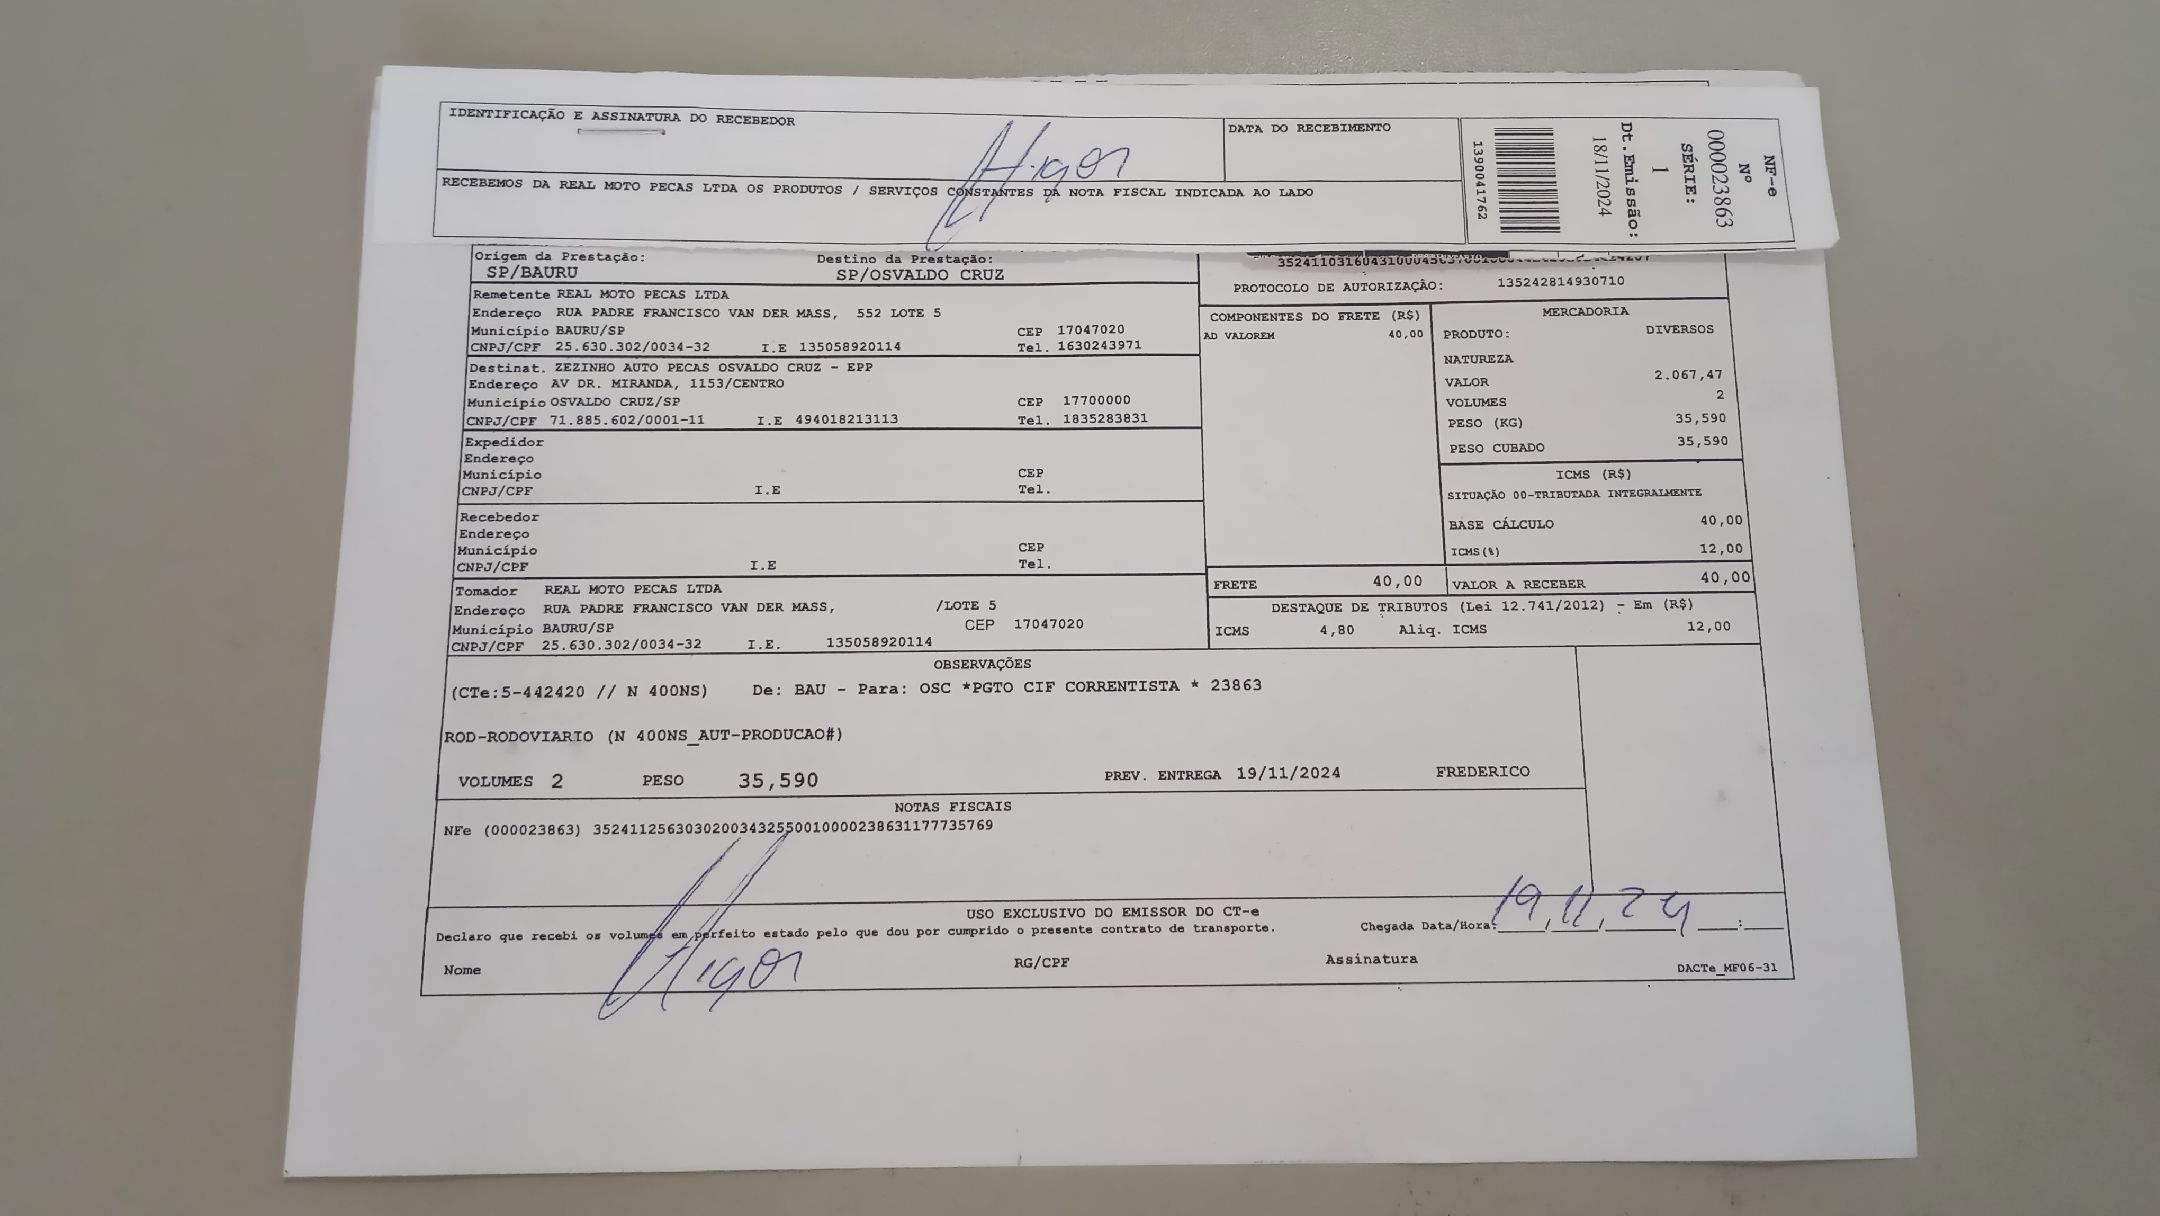 IDENTIFICAÇÃO E ASSINATURA DO RECEBEDOR
Higor
DATA DO RECEBIMENTO
RECEBEMOS DA REAL MOTO PECAS LTDA OS PRODUTOS / SERVIÇOS CONSTANTES DA NOTA FISCAL INDICADA AO LADO
NF-e
Nº
000023863
SÉRIE:
1
Dt.Emissão:
18/11/2024
1390041762
Origem da Prestação: Destino da Prestação:
SP/BAURU SP/OSVALDO CRUZ
PROTOCOLO DE AUTORIZAÇÃO: 135242814930710
Remetente REAL MOTO PECAS LTDA
Endereço RUA PADRE FRANCISCO VAN DER MASS, 552 LOTE 5
Município BAURU/SP CEP 17047020
CNPJ/CPF 25.630.302/0034-32 I.E 135058920114 Tel. 1630243971
Destinat. ZEZINHO AUTO PECAS OSVALDO CRUZ - EPP
Endereço AV DR. MIRANDA, 1153/CENTRO
Município OSVALDO CRUZ/SP CEP 17700000
CNPJ/CPF 71.885.602/0001-11 I.E 494018213113 Tel. 1835283831
Expedidor
Endereço
Município CEP
CNPJ/CPF I.E Tel.
Recebedor
Endereço
Município CEP
CNPJ/CPF I.E Tel.
Tomador REAL MOTO PECAS LTDA
Endereço RUA PADRE FRANCISCO VAN DER MASS, /LOTE 5
Município BAURU/SP CEP 17047020
CNPJ/CPF 25.630.302/0034-32 I.E. 135058920114
COMPONENTES DO FRETE (R$)
AD VALOREM 40,00
MERCADORIA
PRODUTO: DIVERSOS
NATUREZA
VALOR 2.067,47
VOLUMES 2
PESO (KG) 35,590
PESO CUBADO 35,590
ICMS (R$)
SITUAÇÃO 00-TRIBUTADA INTEGRALMENTE
BASE CÁLCULO 40,00
ICMS(%) 12,00
FRETE 40,00 VALOR A RECEBER 40,00
DESTAQUE DE TRIBUTOS (Lei 12.741/2012) - Em (R$)
ICMS 4,80 Aliq. ICMS 12,00
OBSERVAÇÕES
(CTe:5-442420 // N 400NS) De: BAU - Para: OSC *PGTO CIF CORRENTISTA * 23863
ROD-RODOVIARIO (N 400NS_AUT-PRODUCAO#)
VOLUMES 2 PESO 35,590 PREV. ENTREGA 19/11/2024 FREDERICO
NOTAS FISCAIS
NFe (000023863) 35241125630302003432550010000238631177735769
USO EXCLUSIVO DO EMISSOR DO CT-e
Declaro que recebi os volumes em perfeito estado pelo que dou por cumprido o presente contrato de transporte.
Chegada Data/Hora: 19,11,24 :
Nome Higor RG/CPF Assinatura
DACTe_MF06-31